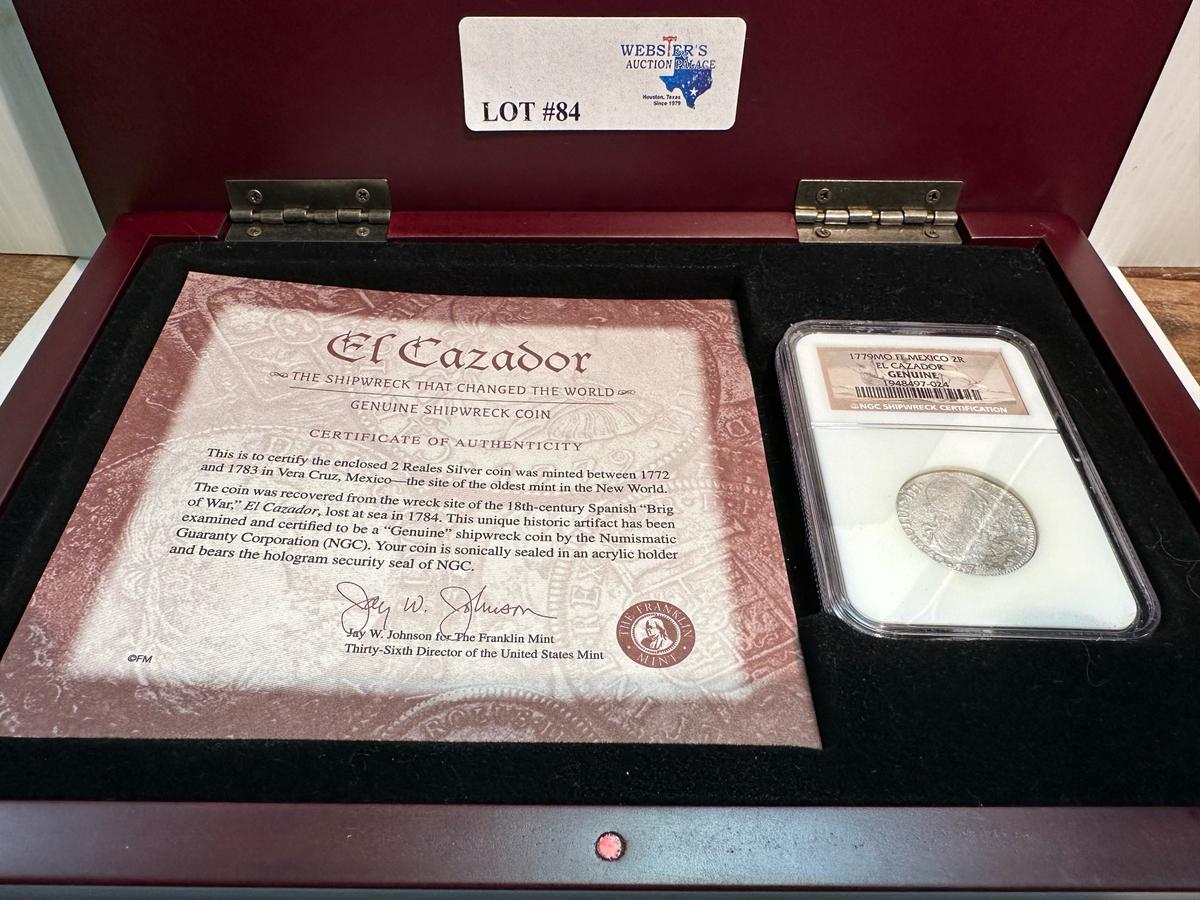 WEBSTER'S
AUCTION PALACE
Houston, Texas
Since 1979
LOT #84
El Cazador
THE SHIPWRECK THAT CHANGED THE WORLD
GENUINE SHIPWRECK COIN
CERTIFICATE OF AUTHENTICITY
This is to certify the enclosed 2 Reales Silver coin was minted between 1772
and 1783 in Vera Cruz, Mexico—the site of the oldest mint in the New World.
The coin was recovered from the wreck site of the 18th-century Spanish “Brig
of War,” El Cazador, lost at sea in 1784. This unique historic artifact has been
examined and certified to be a “Genuine” shipwreck coin by the Numismatic
Guaranty Corporation (NGC). Your coin is sonically sealed in an acrylic holder
and bears the hologram security seal of NGC.
Jay W. Johnson
Jay W. Johnson for The Franklin Mint
Thirty-Sixth Director of the United States Mint
©FM
THE FRANKLIN
MINT
1779MO FF MEXICO 2R
EL CAZADOR
GENUINE
1948497-024
NGC SHIPWRECK CERTIFICATION